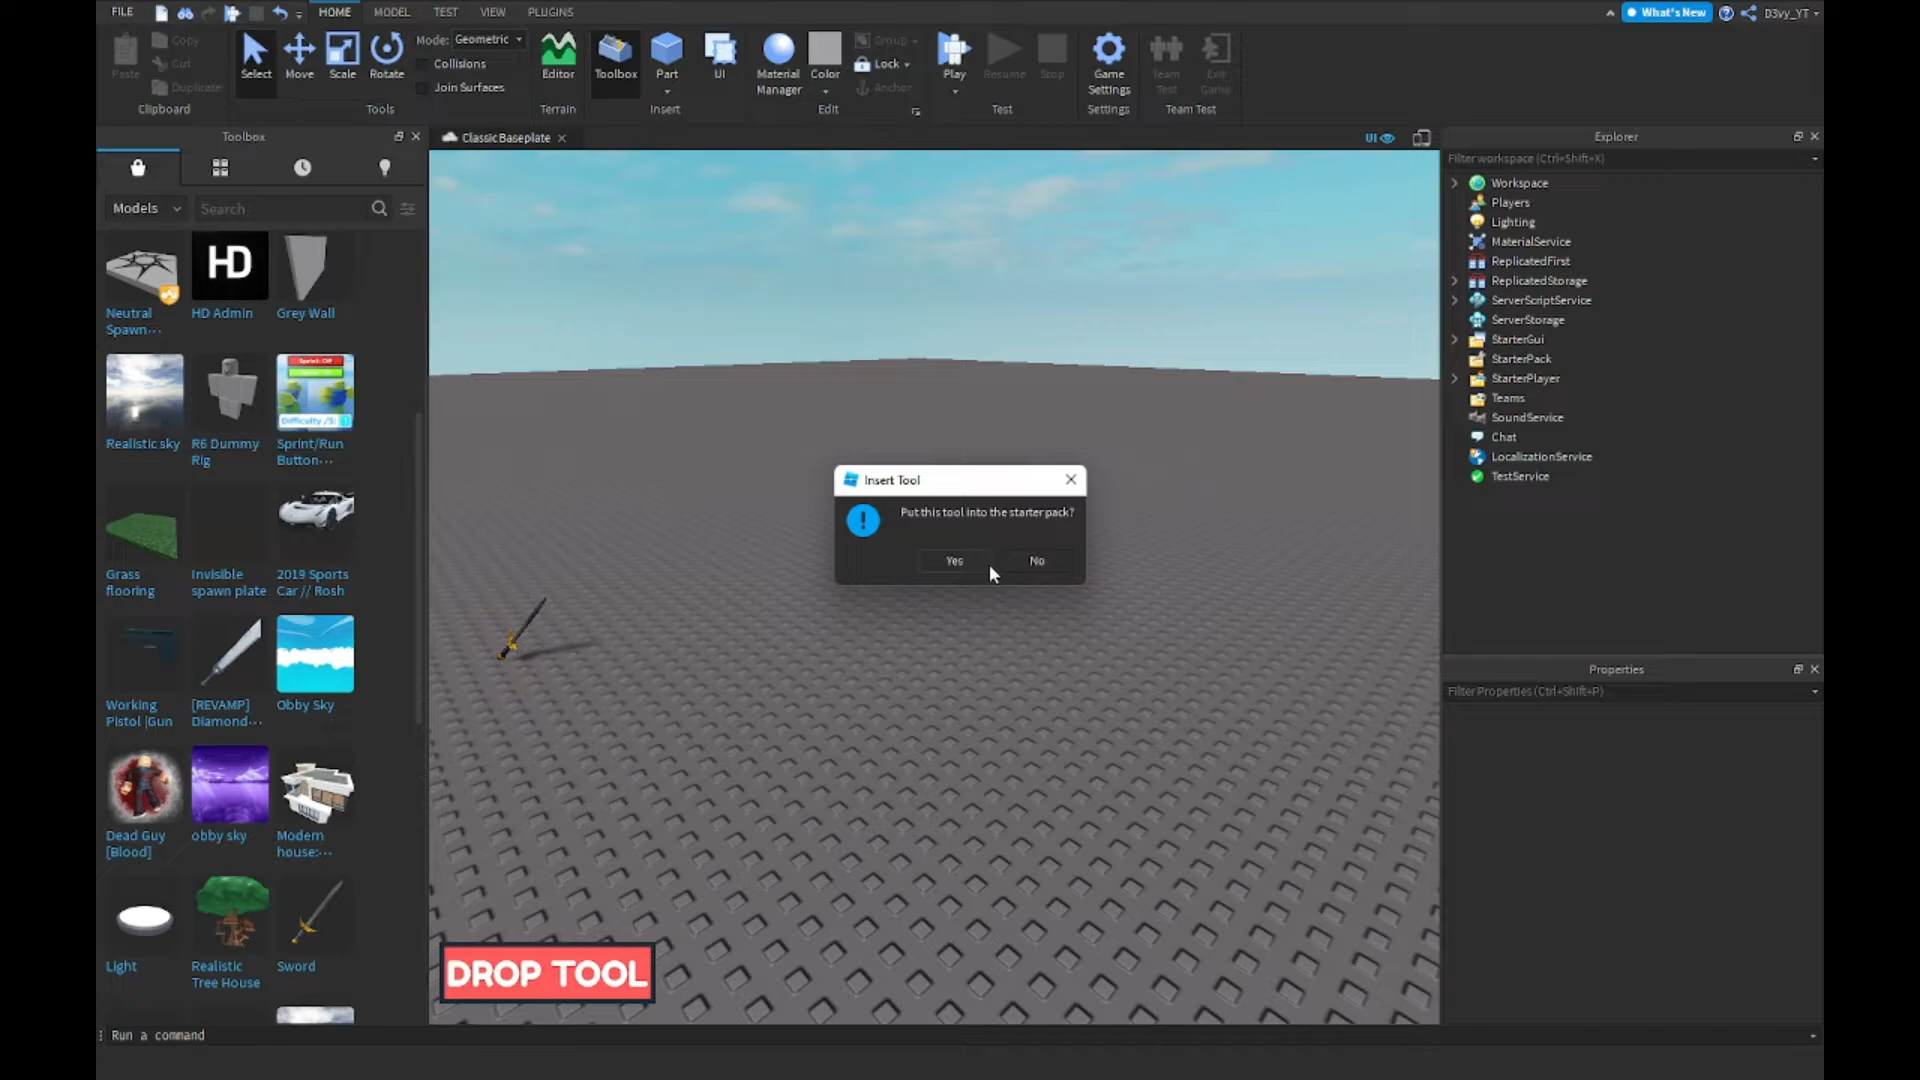 FILE HOME MODEL TEST VIEW PLUGINS What's New D3vy_YT
Paste Copy Cut Duplicate Clipboard
Select Move Scale Rotate Mode: Geometric Collisions Join Surfaces Tools
Editor Terrain
Toolbox Part UI Insert
Material Manager Color Group Lock Anchor Edit
Play Resume Stop Test
Game Settings Settings
Team Test Exit Game Team Test
Toolbox
ClassicBaseplate
UI
Explorer
Models Search
Filter workspace (Ctrl+Shift+X)
Workspace
Players
Lighting
MaterialService
ReplicatedFirst
ReplicatedStorage
ServerScriptService
ServerStorage
StarterGui
StarterPack
StarterPlayer
Teams
SoundService
Chat
LocalizationService
TestService
HD
Neutral Spawn...
HD Admin
Grey Wall
Sprint: Off
Difficulty /5:
Realistic sky
R6 Dummy Rig
Sprint/Run Button...
Grass flooring
Invisible spawn plate
2019 Sports Car // Rosh
Working Pistol |Gun
[REVAMP] Diamond...
Obby Sky
Dead Guy [Blood]
obby sky
Modern house:...
Light
Realistic Tree House
Sword
Insert Tool
Put this tool into the starter pack?
Yes No
DROP TOOL
Properties
Filter Properties (Ctrl+Shift+P)
Run a command